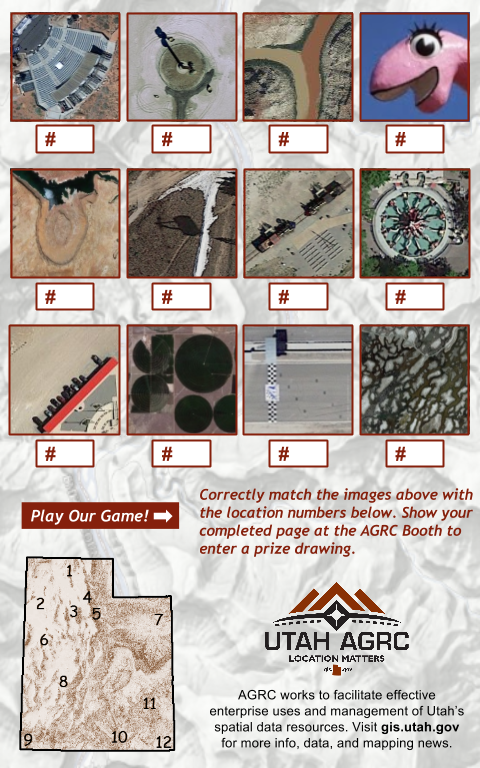 # # # #
# # # #
# # # #
Play Our Game!
Correctly match the images above with
the location numbers below. Show your
completed page at the AGRC Booth to
enter a prize drawing.
1
2
3
4
5
6
7
8
9
10
11
12
UTAH AGRC
LOCATION MATTERS
gis .gov
AGRC works to facilitate effective
enterprise uses and management of Utah's
spatial data resources. Visit gis.utah.gov
for more info, data, and mapping news.